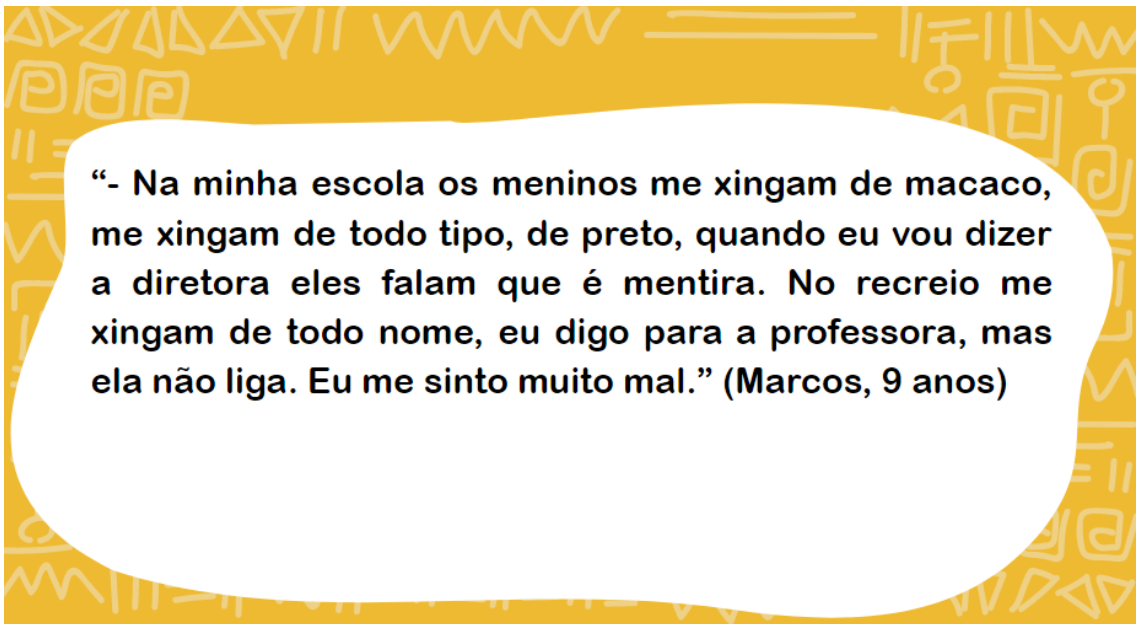 “- Na minha escola os meninos me xingam de macaco,
me xingam de todo tipo, de preto, quando eu vou dizer
a diretora eles falam que é mentira. No recreio me
xingam de todo nome, eu digo para a professora, mas
ela não liga. Eu me sinto muito mal.” (Marcos, 9 anos)